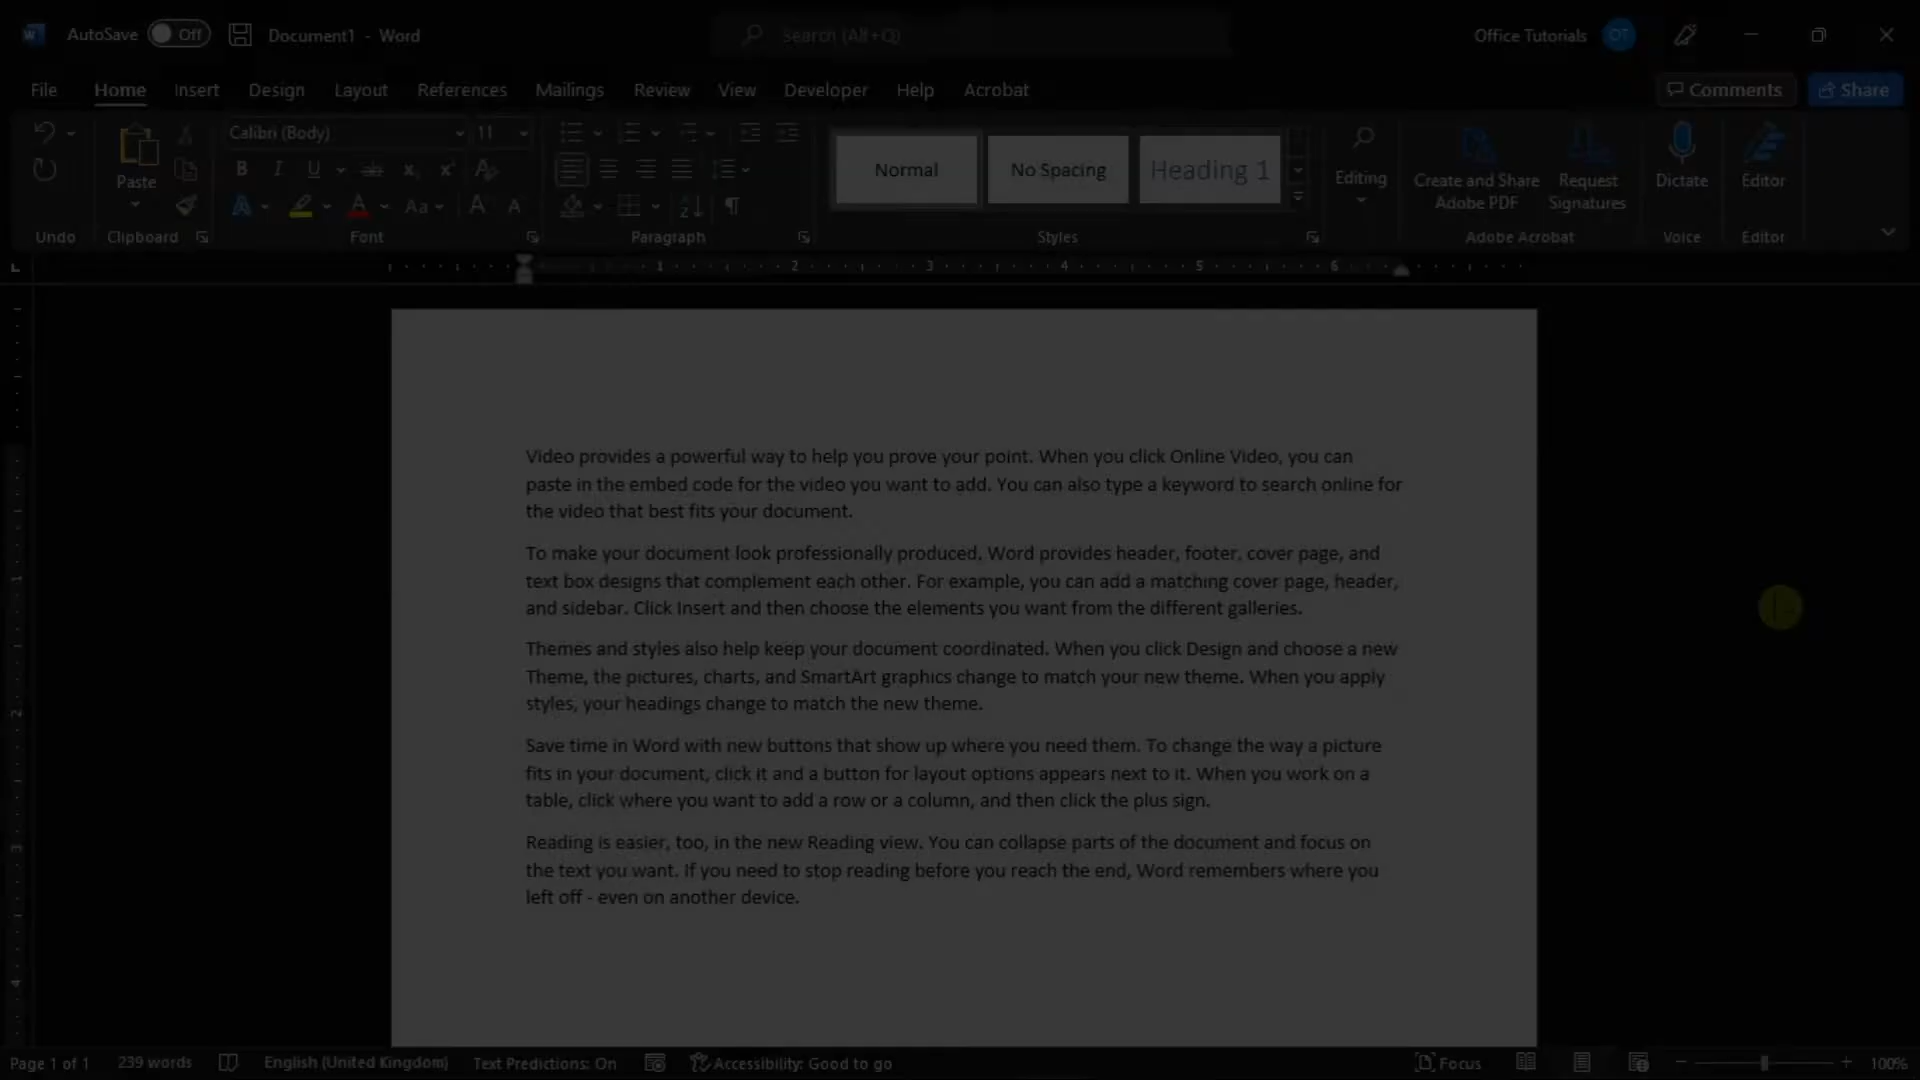 AutoSave Off Document1 - Word Search (Alt+Q) Office Tutorials OT
File Home Insert Design Layout References Mailings Review View Developer Help Acrobat Comments Share
Calibri (Body) 11
Paste
Normal No Spacing Heading 1
Editing
Create and Share
Adobe PDF
Request
Signatures
Dictate
Editor
Undo Clipboard Font Paragraph Styles Adobe Acrobat Voice Editor
1 2 3 4 5 6
Video provides a powerful way to help you prove your point. When you click Online Video, you can
paste in the embed code for the video you want to add. You can also type a keyword to search online for
the video that best fits your document.
To make your document look professionally produced, Word provides header, footer, cover page, and
text box designs that complement each other. For example, you can add a matching cover page, header,
and sidebar. Click Insert and then choose the elements you want from the different galleries.
Themes and styles also help keep your document coordinated. When you click Design and choose a new
Theme, the pictures, charts, and SmartArt graphics change to match your new theme. When you apply
styles, your headings change to match the new theme.
Save time in Word with new buttons that show up where you need them. To change the way a picture
fits in your document, click it and a button for layout options appears next to it. When you work on a
table, click where you want to add a row or a column, and then click the plus sign.
Reading is easier, too, in the new Reading view. You can collapse parts of the document and focus on
the text you want. If you need to stop reading before you reach the end, Word remembers where you
left off - even on another device.
1
2
3
4
Page 1 of 1 239 words English (United Kingdom) Text Predictions: On Accessibility: Good to go Focus 100%